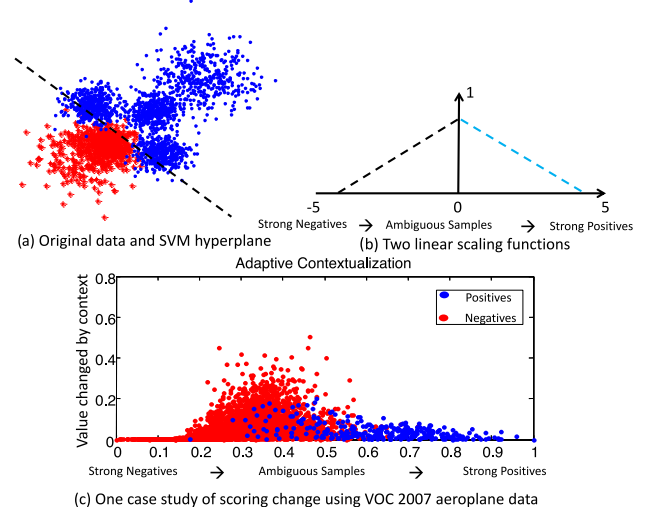 1
-5 0 5
Strong Negatives → Ambiguous Samples → Strong Positives
(a) Original data and SVM hyperplane
(b) Two linear scaling functions
Adaptive Contextualization
Value changed by context
0.8
0.6
0.4
0.2
0
Positives
Negatives
0 0.1 0.2 0.3 0.4 0.5 0.6 0.7 0.8 0.9 1
Strong Negatives → Ambiguous Samples → Strong Positives
(c) One case study of scoring change using VOC 2007 aeroplane data